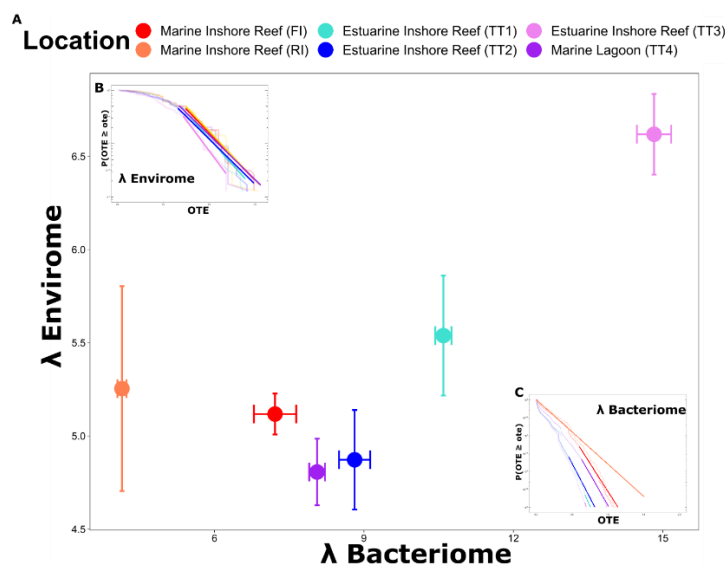 A
Location
Marine Inshore Reef (FI) Estuarine Inshore Reef (TT1) Estuarine Inshore Reef (TT3)
Marine Inshore Reef (RI) Estuarine Inshore Reef (TT2) Marine Lagoon (TT4)
B
P(OTE ≥ ote)
λ Envirome
OTE
6.5
6.0
5.5
5.0
4.5
λ Envirome
C
λ Bacteriome
P(OTE ≥ ote)
OTE
6 9 12 15
λ Bacteriome